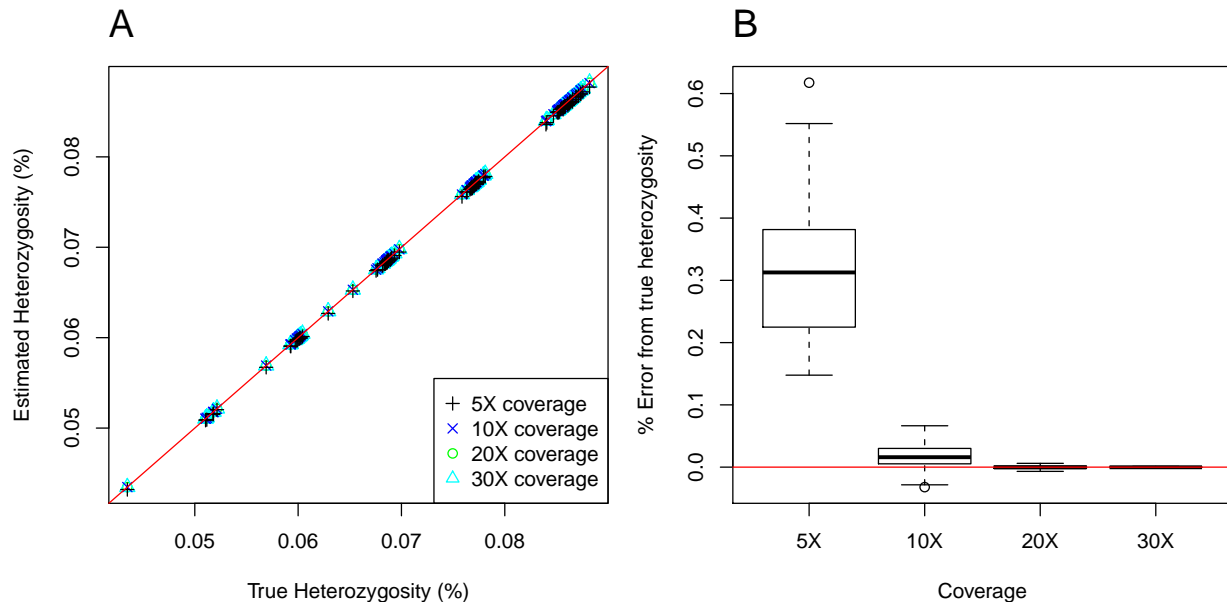 A
Estimated Heterozygosity (%)
0.08
0.07
0.06
0.05
5X coverage
10X coverage
20X coverage
30X coverage
0.05 0.06 0.07 0.08
True Heterozygosity (%)
B
% Error from true heterozygosity
0.6
0.5
0.4
0.3
0.2
0.1
0.0
5X 10X 20X 30X
Coverage